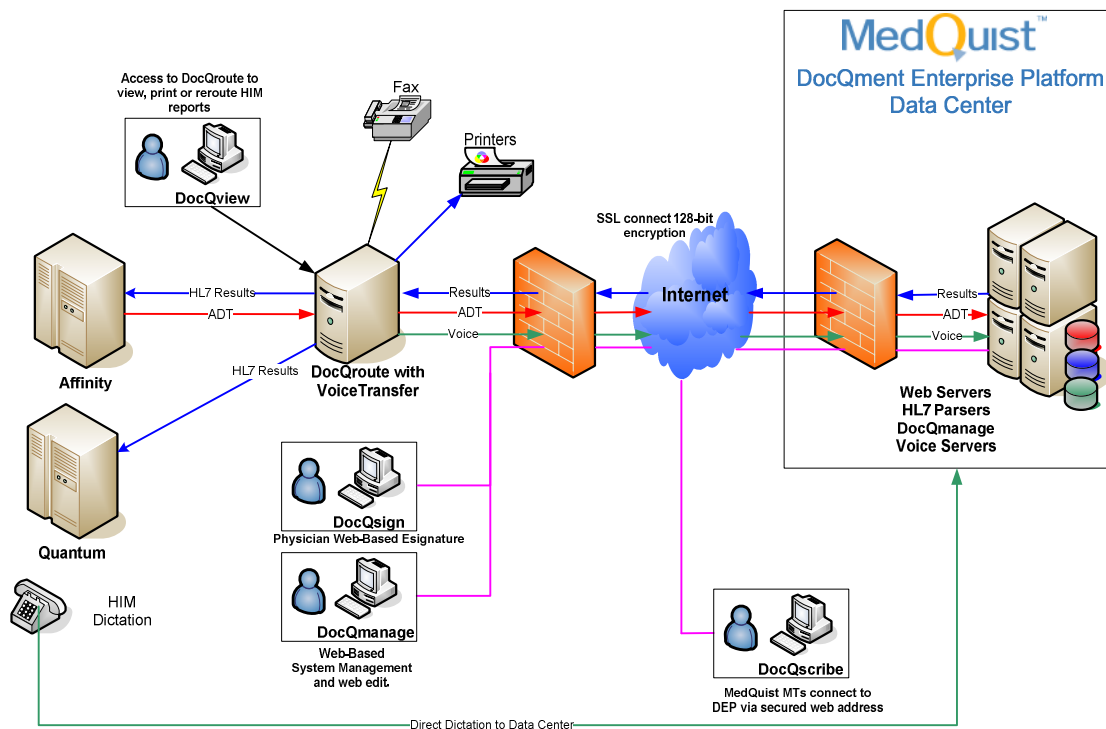 MedQuist™
DocQment Enterprise Platform
Data Center
Access to DocQroute to
view, print or reroute HIM
reports
DocQview
Fax
Printers
SSL connect 128-bit
encryption
Internet
HL7 Results
ADT
HL7 Results
Results
ADT
Voice
Results
ADT
Voice
Affinity
DocQroute with
VoiceTransfer
Web Servers
HL7 Parsers
DocQmanage
Voice Servers
Quantum
DocQsign
Physician Web-Based Esignature
DocQmanage
Web-Based
System Management
and web edit.
HIM
Dictation
DocQscribe
MedQuist MTs connect to
DEP via secured web address
Direct Dictation to Data Center